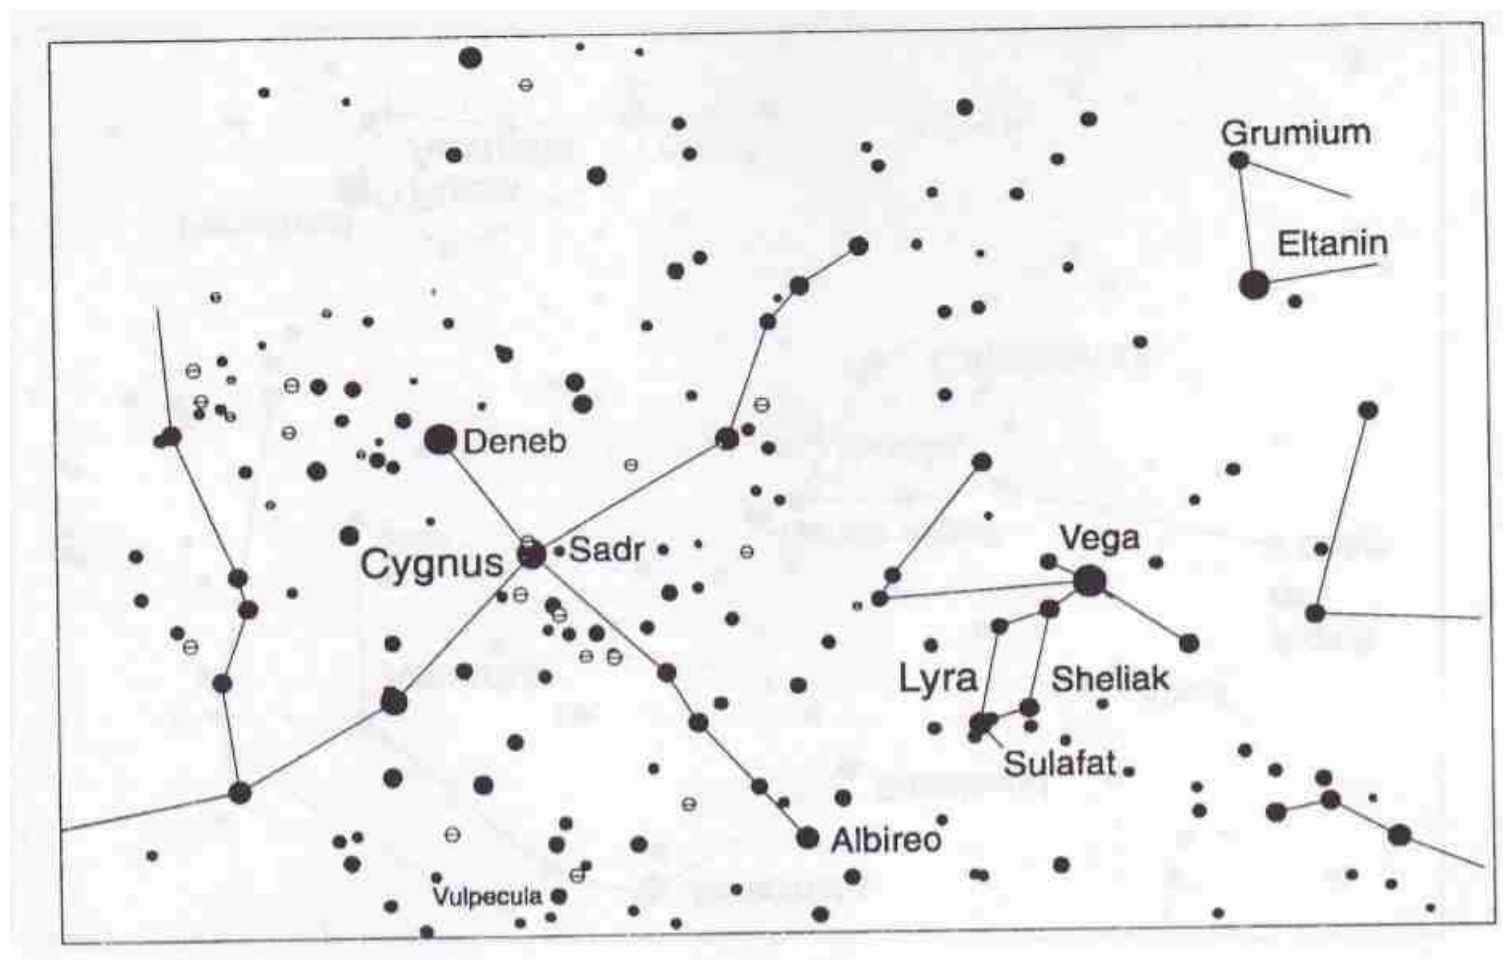 Grumium
Eltanin
Deneb
Vega
Cygnus
Sadr
Lyra
Sheliak
Sulafat
Albireo
Vulpecula